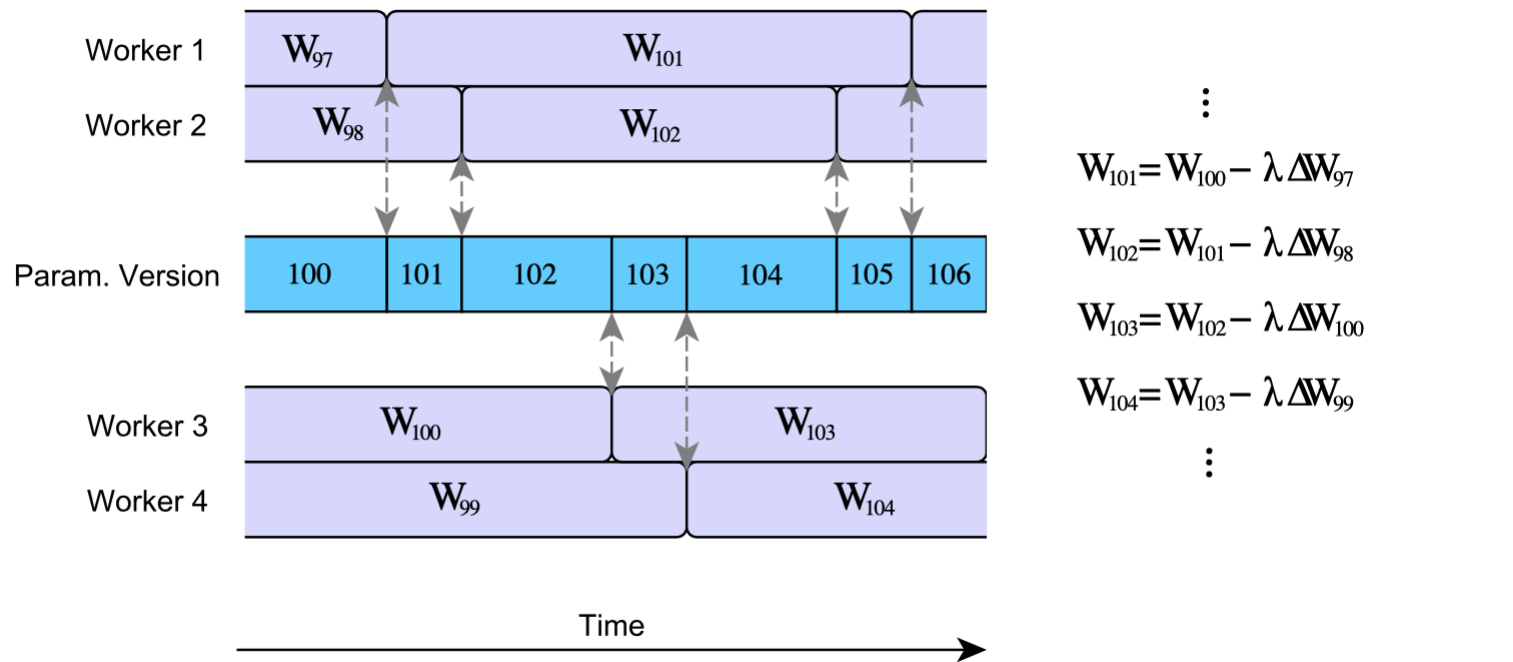 Worker 1 W97 W101
Worker 2 W98 W102
Param. Version 100 101 102 103 104 105 106
Worker 3 W100 W103
Worker 4 W99 W104
Time
⋮
W101=W100− λ ΔW97
W102=W101− λ ΔW98
W103=W102− λ ΔW100
W104=W103− λ ΔW99
⋮